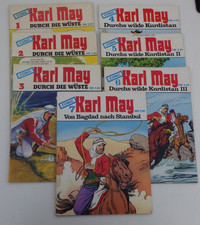 1 Karl May
DURCH DIE WÜSTE
Karl May
Durchs wilde Kurdistan
2 Karl May
DURCH DIE WÜSTE
5 Karl May
Durchs wilde Kurdistan II
3 Karl May
DURCH DIE WÜSTE
6 Karl May
Durchs wilde Kurdistan III
Karl May
Von Bagdad nach Stambul